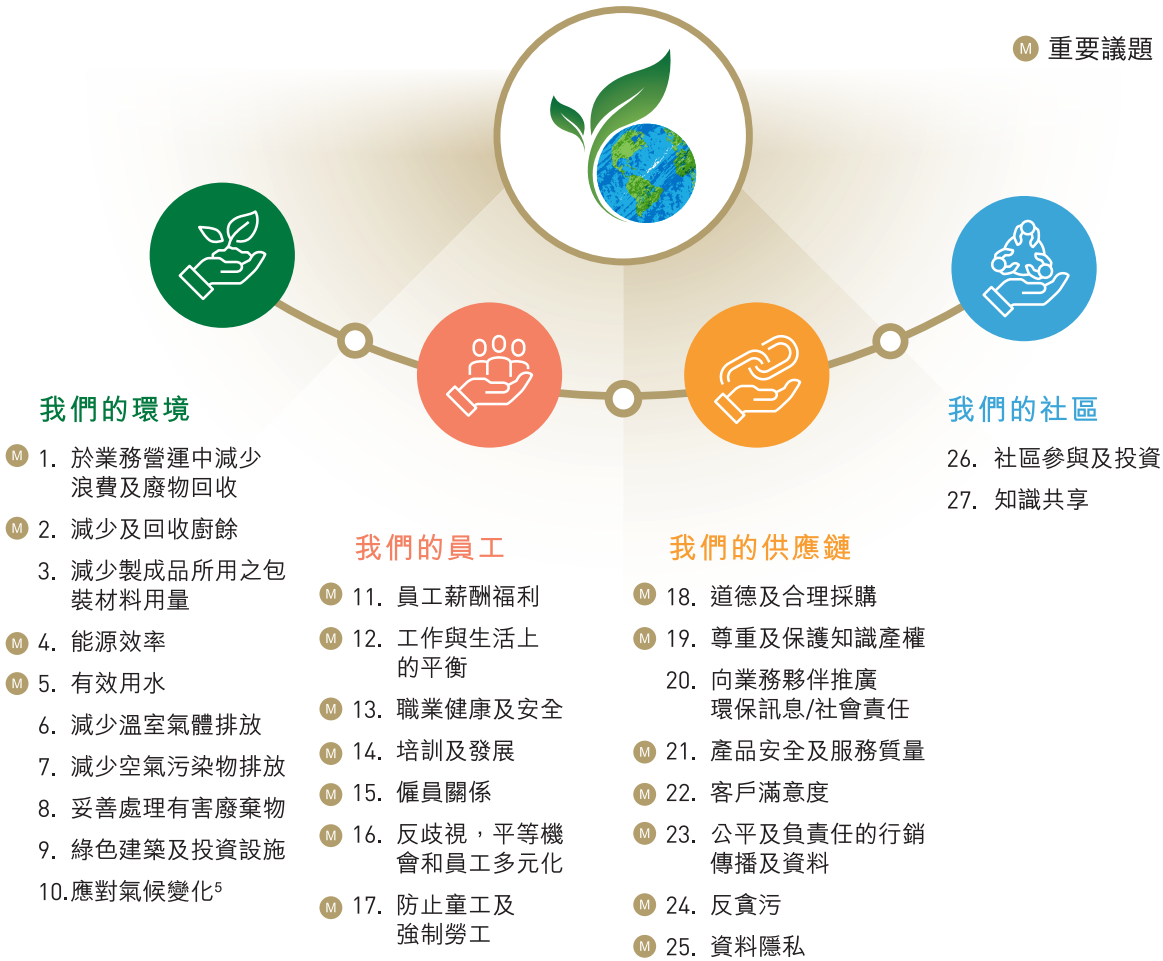 M 重要議題
我們的環境
M 1. 於業務營運中減少
浪費及廢物回收
M 2. 減少及回收廚餘
3. 減少製成品所用之包
裝材料用量
M 4. 能源效率
M 5. 有效用水
6. 減少溫室氣體排放
7. 減少空氣污染物排放
8. 妥善處理有害廢棄物
9. 綠色建築及投資設施
10.應對氣候變化⁵
我們的員工
M 11. 員工薪酬福利
M 12. 工作與生活上
的平衡
M 13. 職業健康及安全
M 14. 培訓及發展
M 15. 僱員關係
M 16. 反歧視，平等機
會和員工多元化
M 17. 防止童工及
強制勞工
我們的供應鏈
M 18. 道德及合理採購
M 19. 尊重及保護知識產權
20. 向業務夥伴推廣
環保訊息/社會責任
M 21. 產品安全及服務質量
M 22. 客戶滿意度
M 23. 公平及負責任的行銷
傳播及資料
M 24. 反貪污
M 25. 資料隱私
我們的社區
26. 社區參與及投資
27. 知識共享